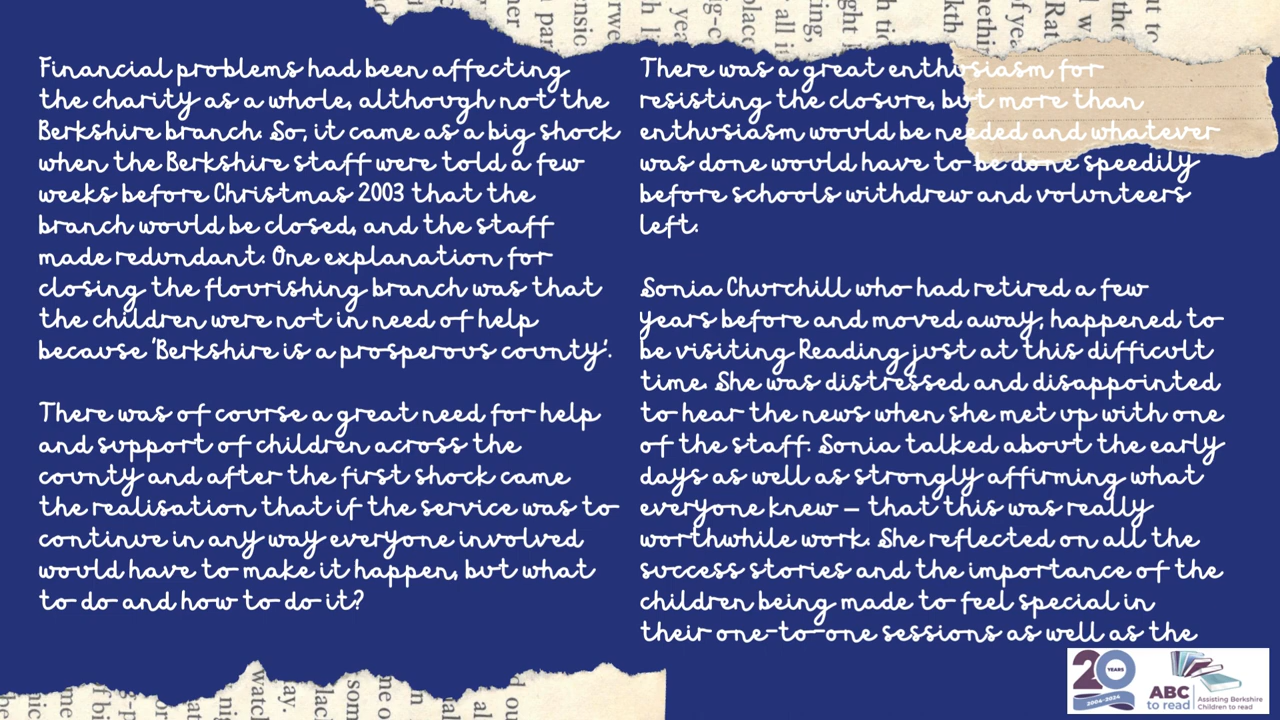 Financial problems had been affecting
the charity as a whole, although not the
Berkshire branch. So, it came as a big shock
when the Berkshire staff were told a few
weeks before Christmas 2003 that the
branch would be closed, and the staff
made redundant. One explanation for
closing the flourishing branch was that
the children were not in need of help
because 'Berkshire is a prosperous county'.

There was of course a great need for help
and support of children across the
county and after the first shock came
the realisation that if the service was to
continue in any way everyone involved
would have to make it happen, but what
to do and how to do it?

There was a great enthusiasm for
resisting the closure, but more than
enthusiasm would be needed and whatever
was done would have to be done speedily
before schools withdrew and volunteers
left.

Sonia Churchill who had retired a few
years before and moved away, happened to
be visiting Reading just at this difficult
time. She was distressed and disappointed
to hear the news when she met up with one
of the staff. Sonia talked about the early
days as well as strongly affirming what
everyone knew – that this was really
worthwhile work. She reflected on all the
success stories and the importance of the
children being made to feel special in
their one-to-one sessions as well as the

20 YEARS
2004-2024
ABC
to read
Assisting Berkshire
Children to read